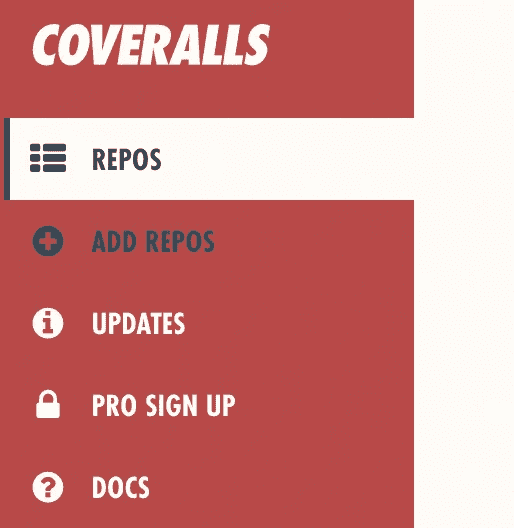 COVERALLS
REPOS
ADD REPOS
UPDATES
PRO SIGN UP
DOCS